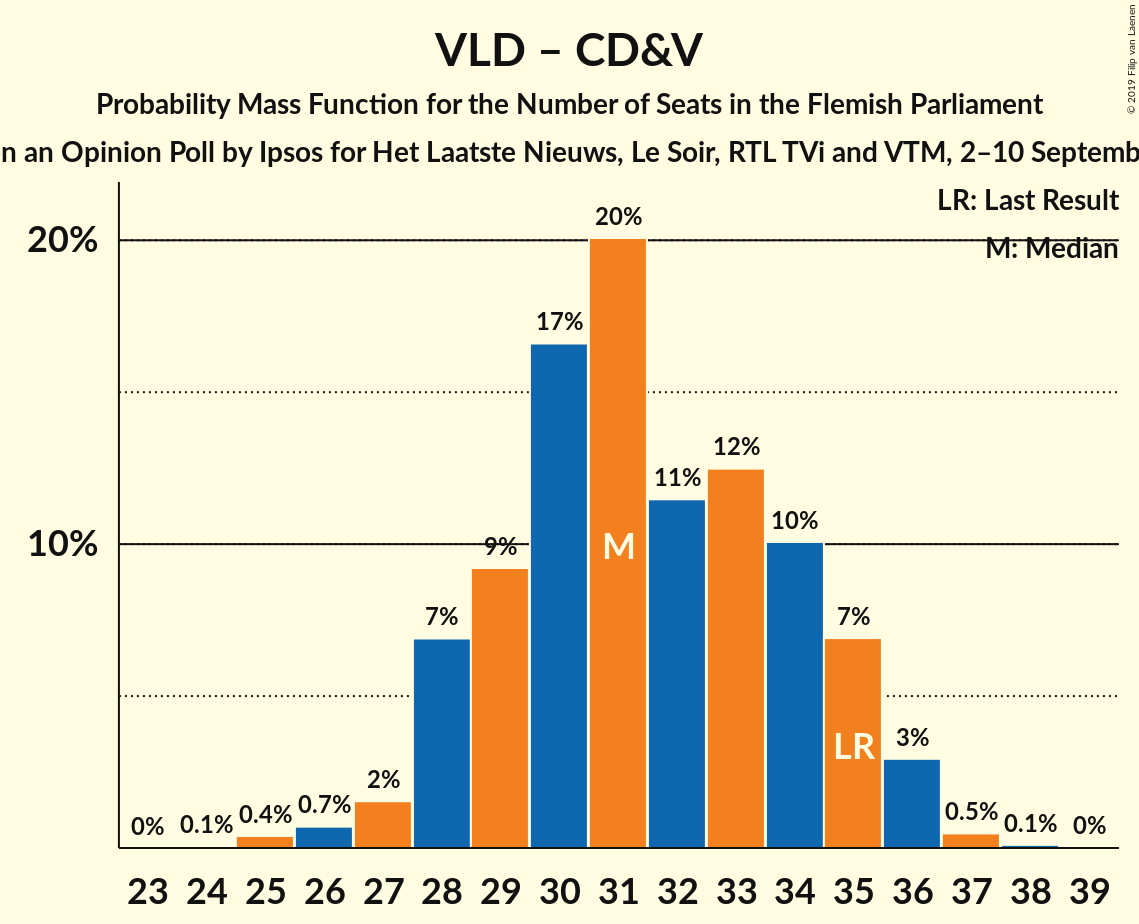 VLD – CD&V
Probability Mass Function for the Number of Seats in the Flemish Parliament
an Opinion Poll by Ipsos for Het Laatste Nieuws, Le Soir, RTL TVi and VTM, 2–10
© 2019 Filip van Laenen
LR: Last Result
M: Median
20%
10%
0%
0.1%
0.4%
0.7%
2%
7%
9%
17%
20%
11%
12%
10%
7%
3%
0.5%
0.1%
0%
M
LR
23 24 25 26 27 28 29 30 31 32 33 34 35 36 37 38 39